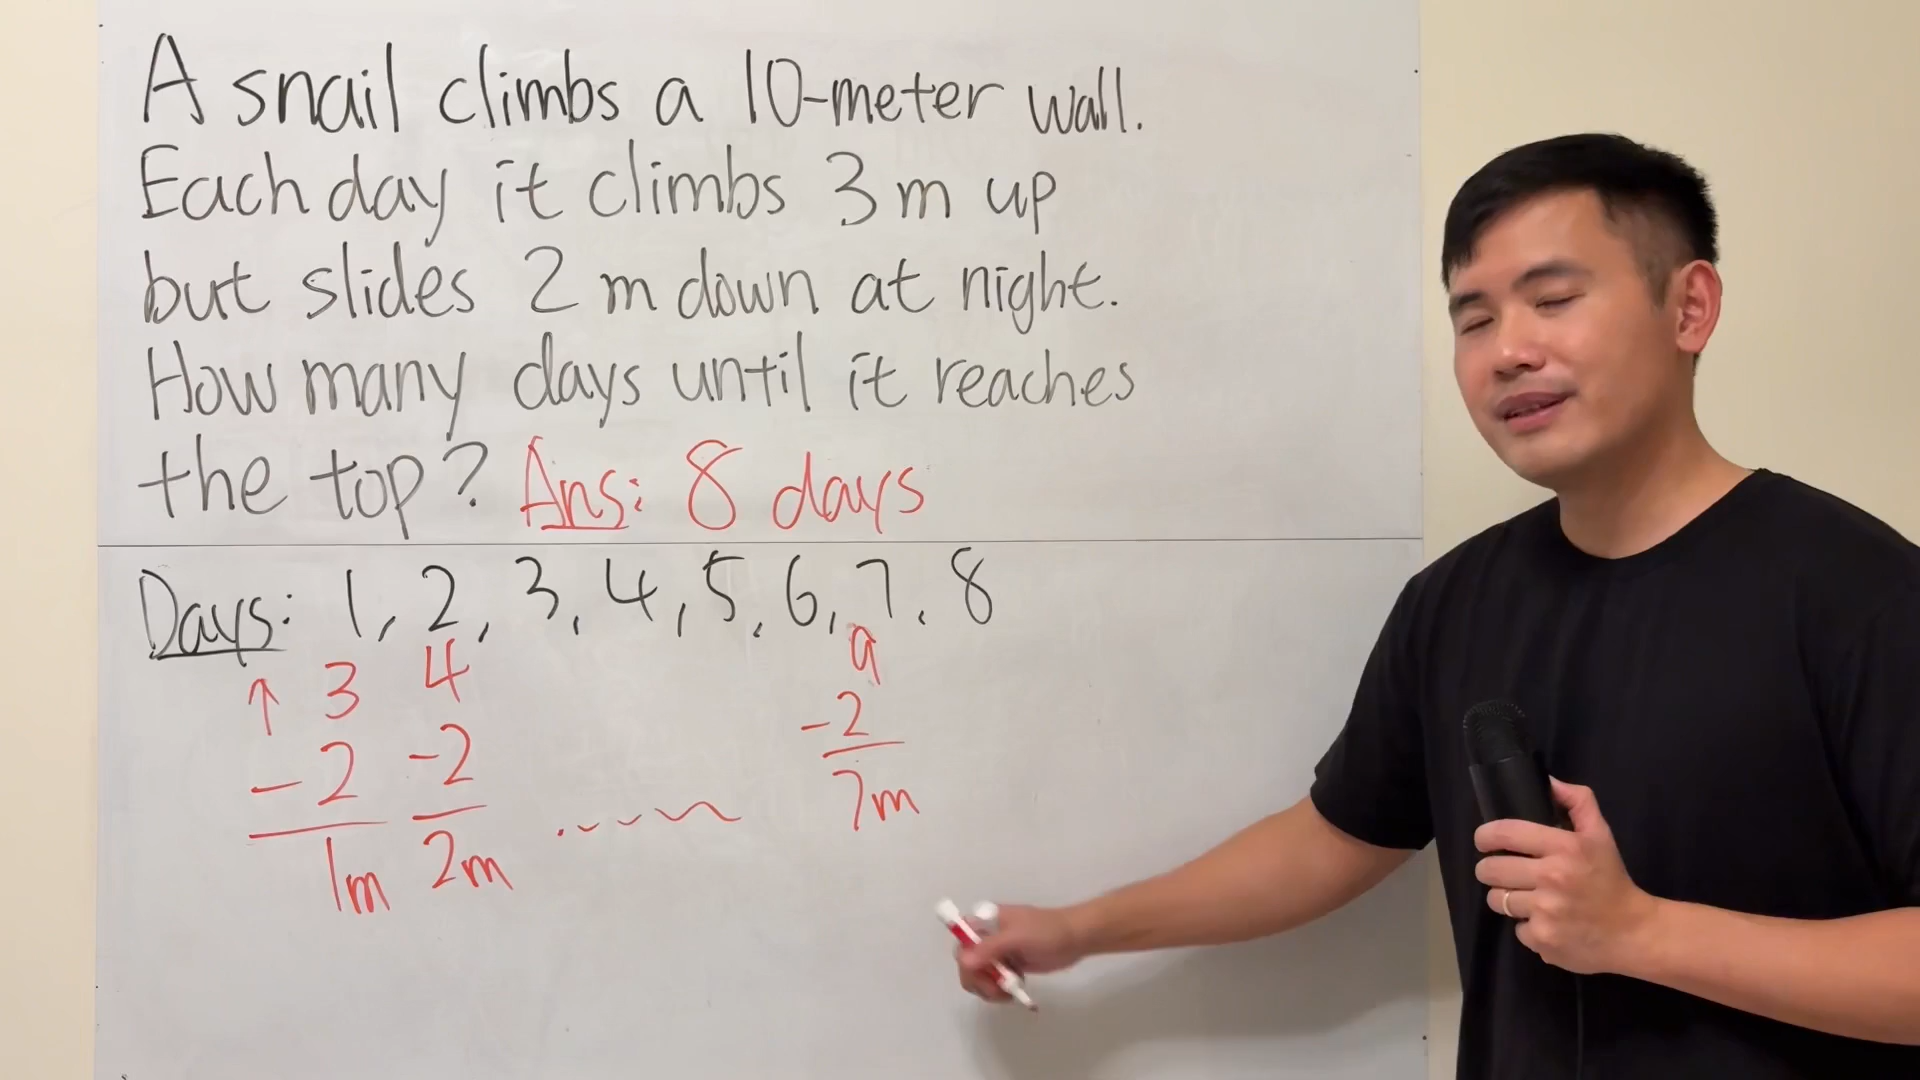 A snail climbs a 10-meter wall.
Each day it climbs 3 m up
but slides 2 m down at night.
How many days until it reaches
the top? Ans: 8 days
Days: 1, 2, 3, 4, 5, 6, 7, 8
↑ 3 4 9
-2 -2 -2
1m 2m ..... 7m